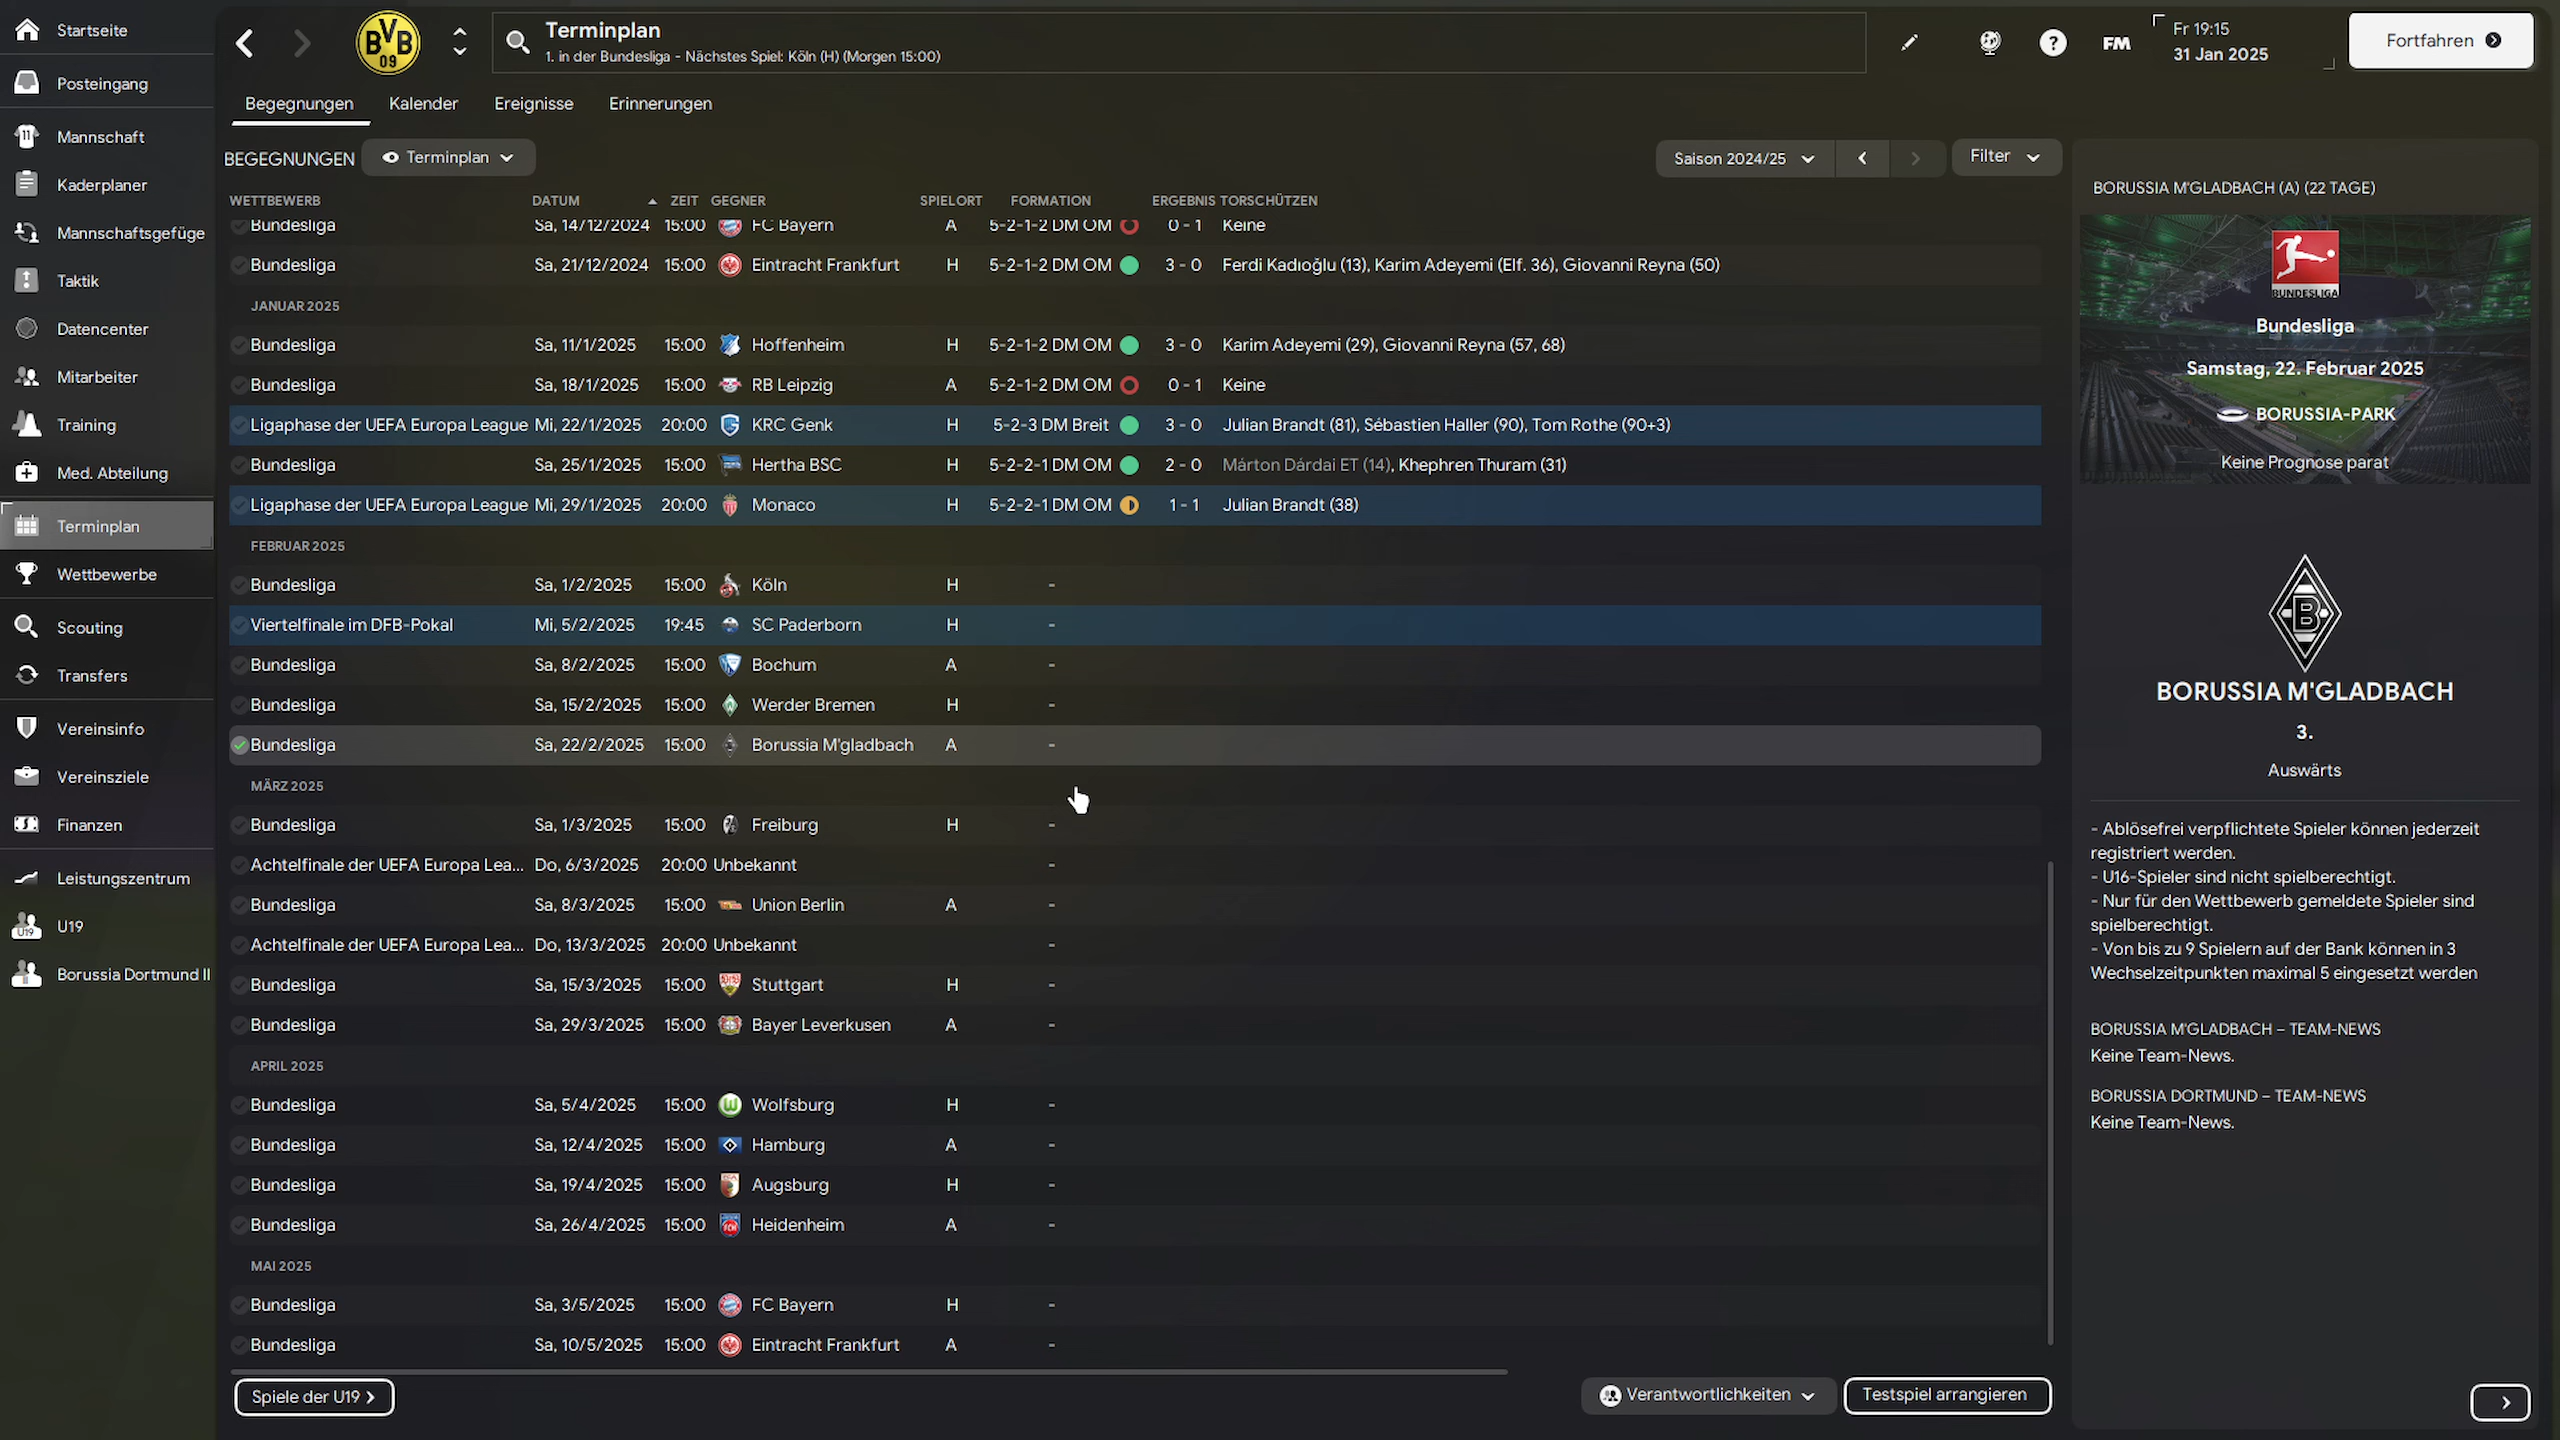 Startseite
Posteingang
Mannschaft
Kaderplaner
Mannschaftsgefüge
Taktik
Datencenter
Mitarbeiter
Training
Med. Abteilung
Terminplan
Wettbewerbe
Scouting
Transfers
Vereinsinfo
Vereinsziele
Finanzen
Leistungszentrum
U19
Borussia Dortmund II
BVB 09
Terminplan
1. in der Bundesliga - Nächstes Spiel: Köln (H) (Morgen 15:00)
FM
Fr 19:15
31 Jan 2025
Fortfahren
Begegnungen Kalender Ereignisse Erinnerungen
BEGEGNUNGEN Terminplan Saison 2024/25 Filter
WETTBEWERB DATUM ZEIT GEGNER SPIELORT FORMATION ERGEBNIS TORSCHÜTZEN
Bundesliga Sa, 14/12/2024 15:00 FC Bayern A 5-2-1-2 DM OM 0 - 1 Keine
Bundesliga Sa, 21/12/2024 15:00 Eintracht Frankfurt H 5-2-1-2 DM OM 3 - 0 Ferdi Kadıoğlu (13), Karim Adeyemi (Elf. 36), Giovanni Reyna (50)
JANUAR 2025
Bundesliga Sa, 11/1/2025 15:00 Hoffenheim H 5-2-1-2 DM OM 3 - 0 Karim Adeyemi (29), Giovanni Reyna (57, 68)
Bundesliga Sa, 18/1/2025 15:00 RB Leipzig A 5-2-1-2 DM OM 0 - 1 Keine
Ligaphase der UEFA Europa League Mi, 22/1/2025 20:00 KRC Genk H 5-2-3 DM Breit 3 - 0 Julian Brandt (81), Sébastien Haller (90), Tom Rothe (90+3)
Bundesliga Sa, 25/1/2025 15:00 Hertha BSC H 5-2-2-1 DM OM 2 - 0 Márton Dárdai ET (14), Khephren Thuram (31)
Ligaphase der UEFA Europa League Mi, 29/1/2025 20:00 Monaco H 5-2-2-1 DM OM 1 - 1 Julian Brandt (38)
FEBRUAR 2025
Bundesliga Sa, 1/2/2025 15:00 Köln H -
Viertelfinale im DFB-Pokal Mi, 5/2/2025 19:45 SC Paderborn H -
Bundesliga Sa, 8/2/2025 15:00 Bochum A -
Bundesliga Sa, 15/2/2025 15:00 Werder Bremen H -
Bundesliga Sa, 22/2/2025 15:00 Borussia M'gladbach A -
MÄRZ 2025
Bundesliga Sa, 1/3/2025 15:00 Freiburg H -
Achtelfinale der UEFA Europa Lea... Do, 6/3/2025 20:00 Unbekannt -
Bundesliga Sa, 8/3/2025 15:00 Union Berlin A -
Achtelfinale der UEFA Europa Lea... Do, 13/3/2025 20:00 Unbekannt -
Bundesliga Sa, 15/3/2025 15:00 Stuttgart H -
Bundesliga Sa, 29/3/2025 15:00 Bayer Leverkusen A -
APRIL 2025
Bundesliga Sa, 5/4/2025 15:00 Wolfsburg H -
Bundesliga Sa, 12/4/2025 15:00 Hamburg A -
Bundesliga Sa, 19/4/2025 15:00 Augsburg H -
Bundesliga Sa, 26/4/2025 15:00 Heidenheim A -
MAI 2025
Bundesliga Sa, 3/5/2025 15:00 FC Bayern H -
Bundesliga Sa, 10/5/2025 15:00 Eintracht Frankfurt A -
Spiele der U19 Verantwortlichkeiten Testspiel arrangieren
BORUSSIA M'GLADBACH (A) (22 TAGE)
BUNDESLIGA
Bundesliga
Samstag, 22. Februar 2025
BORUSSIA-PARK
Keine Prognose parat
BORUSSIA M'GLADBACH
3.
Auswärts
- Ablösefrei verpflichtete Spieler können jederzeit
registriert werden.
- U16-Spieler sind nicht spielberechtigt.
- Nur für den Wettbewerb gemeldete Spieler sind
spielberechtigt.
- Von bis zu 9 Spielern auf der Bank können in 3
Wechselzeitpunkten maximal 5 eingesetzt werden
BORUSSIA M'GLADBACH – TEAM-NEWS
Keine Team-News.
BORUSSIA DORTMUND – TEAM-NEWS
Keine Team-News.